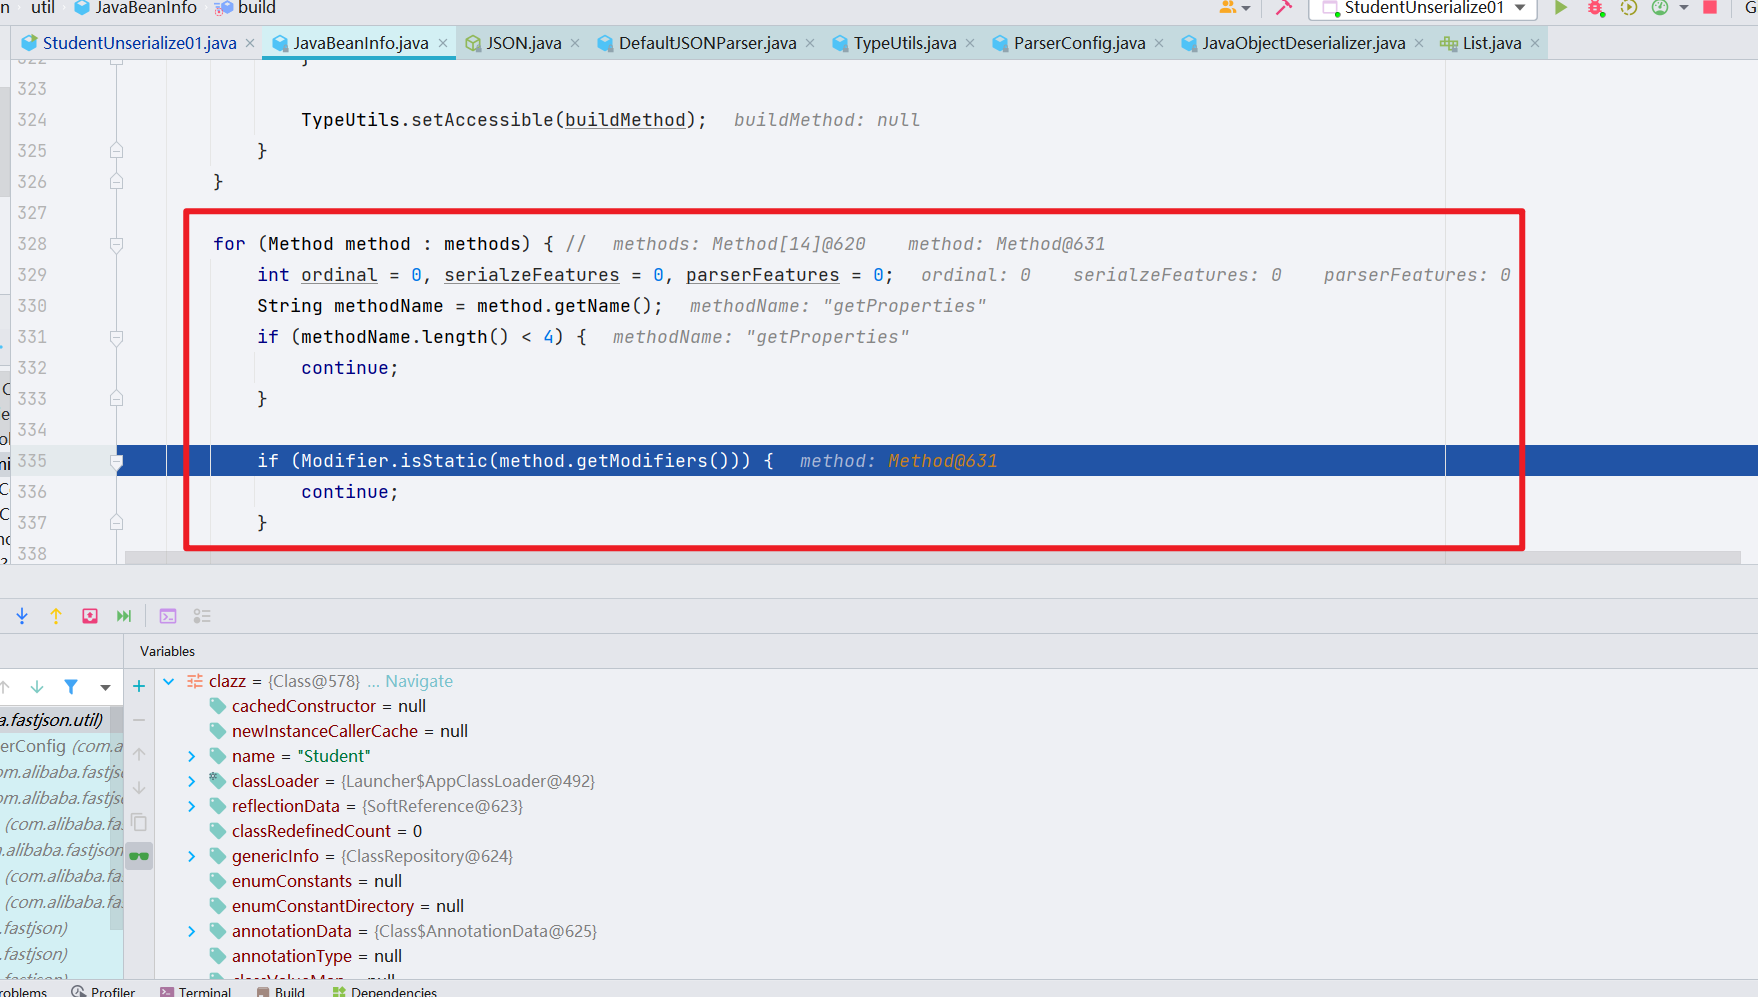 n util JavaBeanInfo build StudentUnserialize01
StudentUnserialize01.java JavaBeanInfo.java JSON.java DefaultJSONParser.java TypeUtils.java ParserConfig.java JavaObjectDeserializer.java List.java
322 }
323
324 TypeUtils.setAccessible(buildMethod); buildMethod: null
325 }
326 }
327
328 for (Method method : methods) { // methods: Method[14]@620 method: Method@631
329 int ordinal = 0, serialzeFeatures = 0, parserFeatures = 0; ordinal: 0 serialzeFeatures: 0 parserFeatures: 0
330 String methodName = method.getName(); methodName: "getProperties"
331 if (methodName.length() < 4) { methodName: "getProperties"
332 continue;
333 }
334
335 if (Modifier.isStatic(method.getModifiers())) { method: Method@631
336 continue;
337 }
338
Variables
clazz = {Class@578} ... Navigate
cachedConstructor = null
a.fastjson.util) newInstanceCallerCache = null
erConfig (com.a name = "Student"
om.alibaba.fastjs classLoader = {Launcher$AppClassLoader@492}
om.alibaba.fastjs reflectionData = {SoftReference@623}
(com.alibaba.fa classRedefinedCount = 0
.alibaba.fastjson genericInfo = {ClassRepository@624}
(com.alibaba.fa enumConstants = null
(com.alibaba.fa enumConstantDirectory = null
.fastjson) annotationData = {Class$AnnotationData@625}
.fastjson) annotationType = null
.fastjson) classValueMap = null
roblems Profiler Terminal Build Dependencies